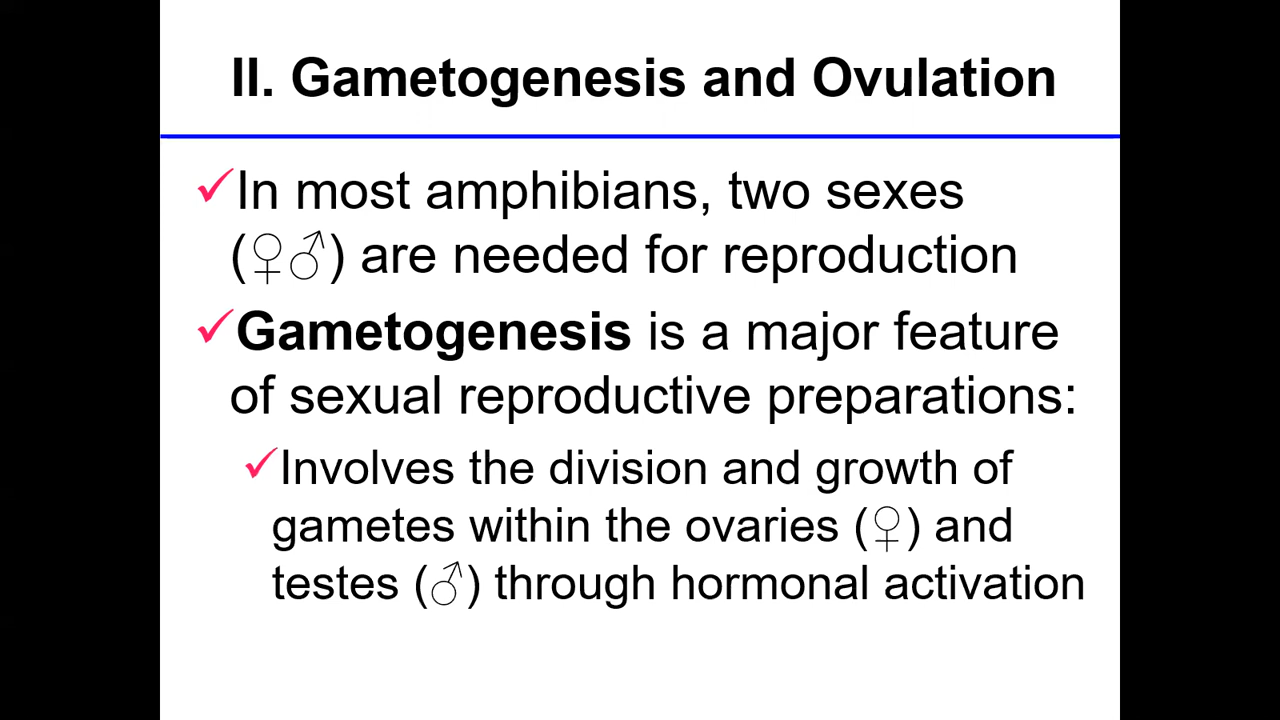 II. Gametogenesis and Ovulation
✓In most amphibians, two sexes
(♀♂) are needed for reproduction
✓Gametogenesis is a major feature
of sexual reproductive preparations:
✓Involves the division and growth of
gametes within the ovaries (♀) and
testes (♂) through hormonal activation